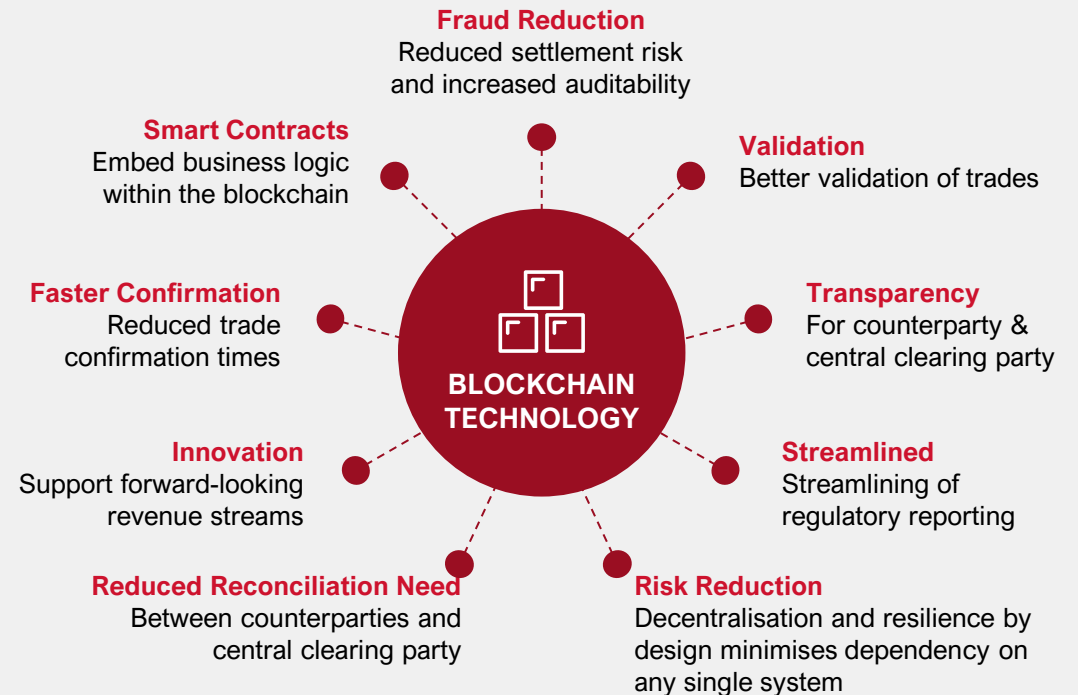 Fraud Reduction
Reduced settlement risk
and increased auditability
Smart Contracts
Embed business logic
within the blockchain
Validation
Better validation of trades
Faster Confirmation
Reduced trade
confirmation times
Transparency
For counterparty &
central clearing party
BLOCKCHAIN
TECHNOLOGY
Innovation
Support forward-looking
revenue streams
Streamlined
Streamlining of
regulatory reporting
Reduced Reconciliation Need
Between counterparties and
central clearing party
Risk Reduction
Decentralisation and resilience by
design minimises dependency on
any single system